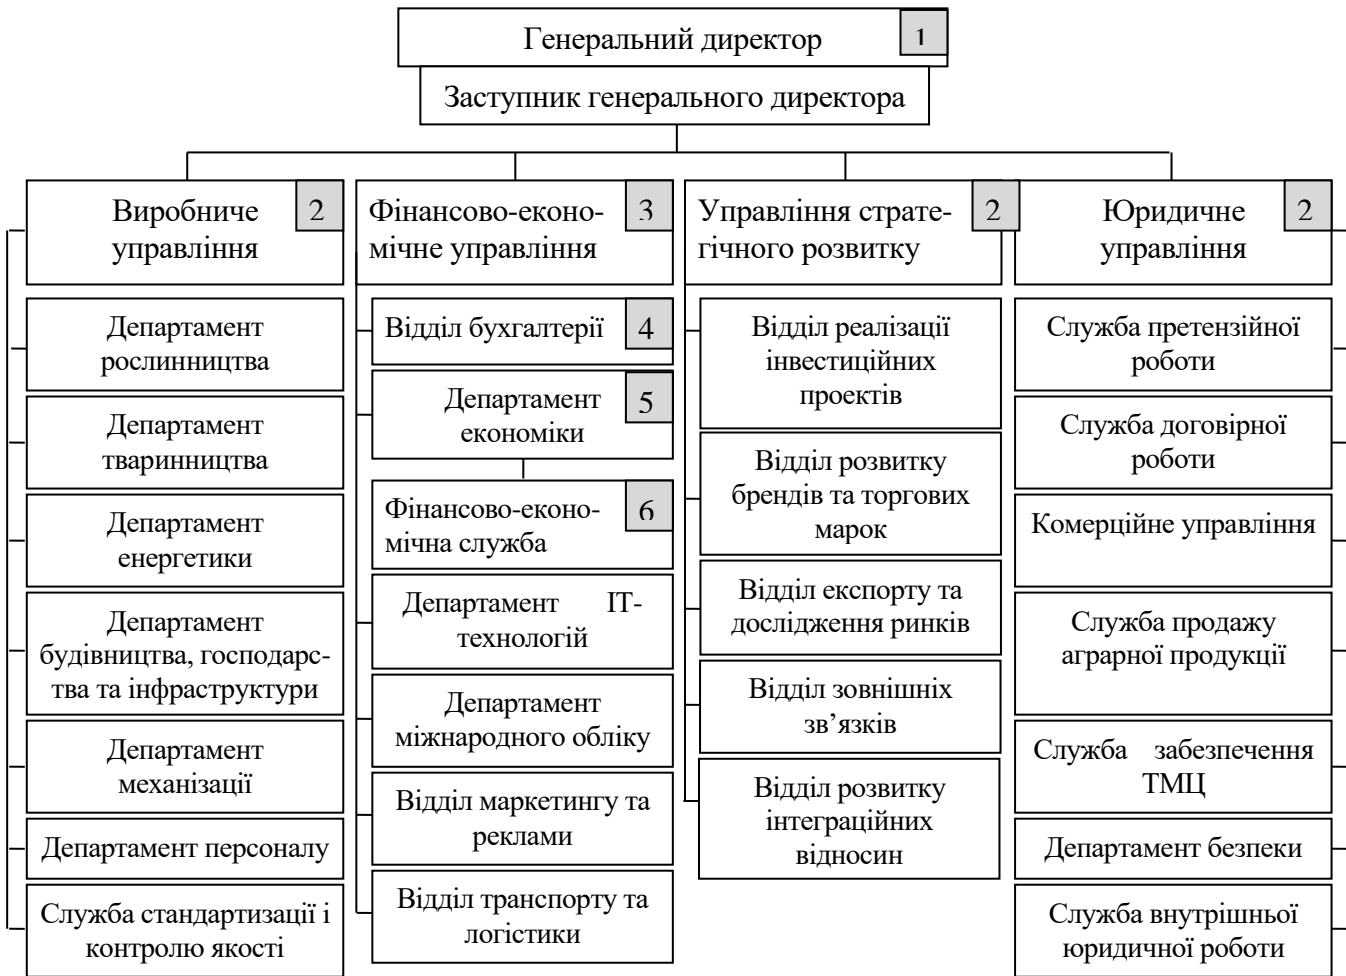 Генеральний директор
1
Заступник генерального директора
Виробниче
управління
2
Департамент
рослинництва
Департамент
тваринництва
Департамент
енергетики
Департамент
будівництва, господарс-
тва та інфраструктури
Департамент
механізації
Департамент персоналу
Служба стандартизації і
контролю якості
Фінансово-еконо-
мічне управління
3
Відділ бухгалтерії
4
Департамент
економіки
5
Фінансово-еконо-
мічна служба
6
Департамент ІТ-
технологій
Департамент
міжнародного обліку
Відділ маркетингу та
реклами
Відділ транспорту та
логістики
Управління страте-
гічного розвитку
2
Відділ реалізації
інвестиційних
проектів
Відділ розвитку
брендів та торгових
марок
Відділ експорту та
дослідження ринків
Відділ зовнішніх
зв’язків
Відділ розвитку
інтеграційних
відносин
Юридичне
управління
2
Служба претензійної
роботи
Служба договірної
роботи
Комерційне управління
Служба продажу
аграрної продукції
Служба забезпечення
ТМЦ
Департамент безпеки
Служба внутрішньої
юридичної роботи